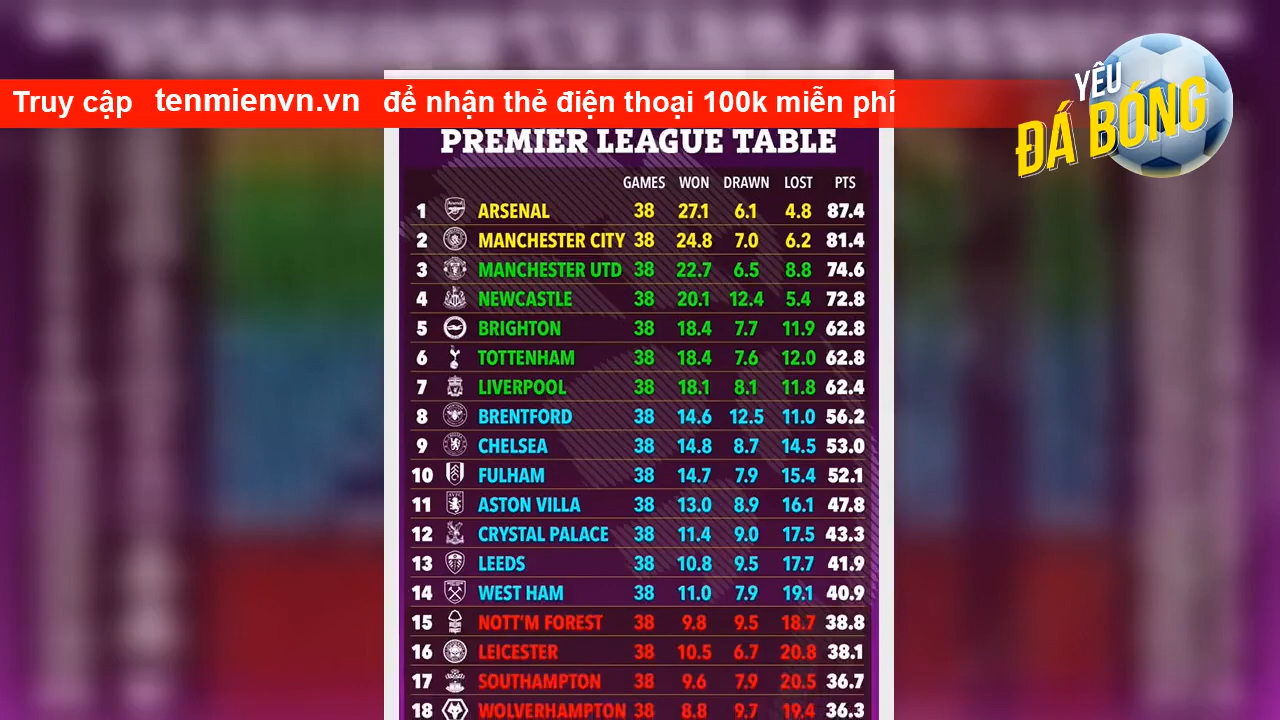 Truy cập tenmienvn.vn để nhận thẻ điện thoại 100k miễn phí
YÊU
ĐÁ BÓNG
PREMIER LEAGUE TABLE
GAMES WON DRAWN LOST PTS
1 ARSENAL 38 27.1 6.1 4.8 87.4
2 MANCHESTER CITY 38 24.8 7.0 6.2 81.4
3 MANCHESTER UTD 38 22.7 6.5 8.8 74.6
4 NEWCASTLE 38 20.1 12.4 5.4 72.8
5 BRIGHTON 38 18.4 7.7 11.9 62.8
6 TOTTENHAM 38 18.4 7.6 12.0 62.8
7 LIVERPOOL 38 18.1 8.1 11.8 62.4
8 BRENTFORD 38 14.6 12.5 11.0 56.2
9 CHELSEA 38 14.8 8.7 14.5 53.0
10 FULHAM 38 14.7 7.9 15.4 52.1
11 ASTON VILLA 38 13.0 8.9 16.1 47.8
12 CRYSTAL PALACE 38 11.4 9.0 17.5 43.3
13 LEEDS 38 10.8 9.5 17.7 41.9
14 WEST HAM 38 11.0 7.9 19.1 40.9
15 NOTT'M FOREST 38 9.8 9.5 18.7 38.8
16 LEICESTER 38 10.5 6.7 20.8 38.1
17 SOUTHAMPTON 38 9.6 7.9 20.5 36.7
18 WOLVERHAMPTON 38 8.8 9.7 19.4 36.3